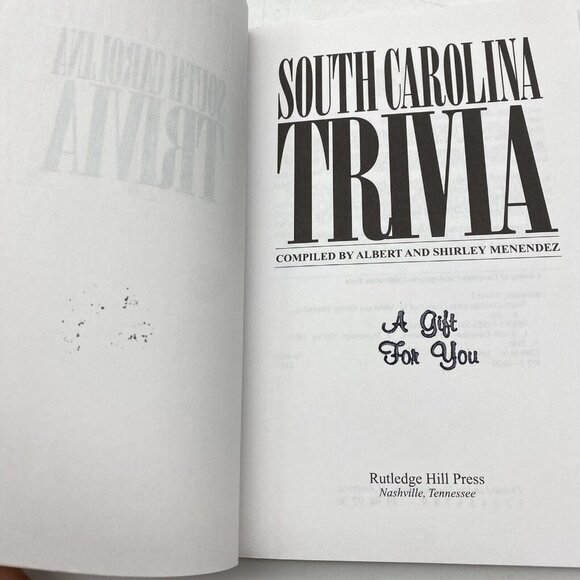 SOUTH CAROLINA
TRIVIA
COMPILED BY ALBERT AND SHIRLEY MENENDEZ
A Gift
For You
Rutledge Hill Press
Nashville, Tennessee